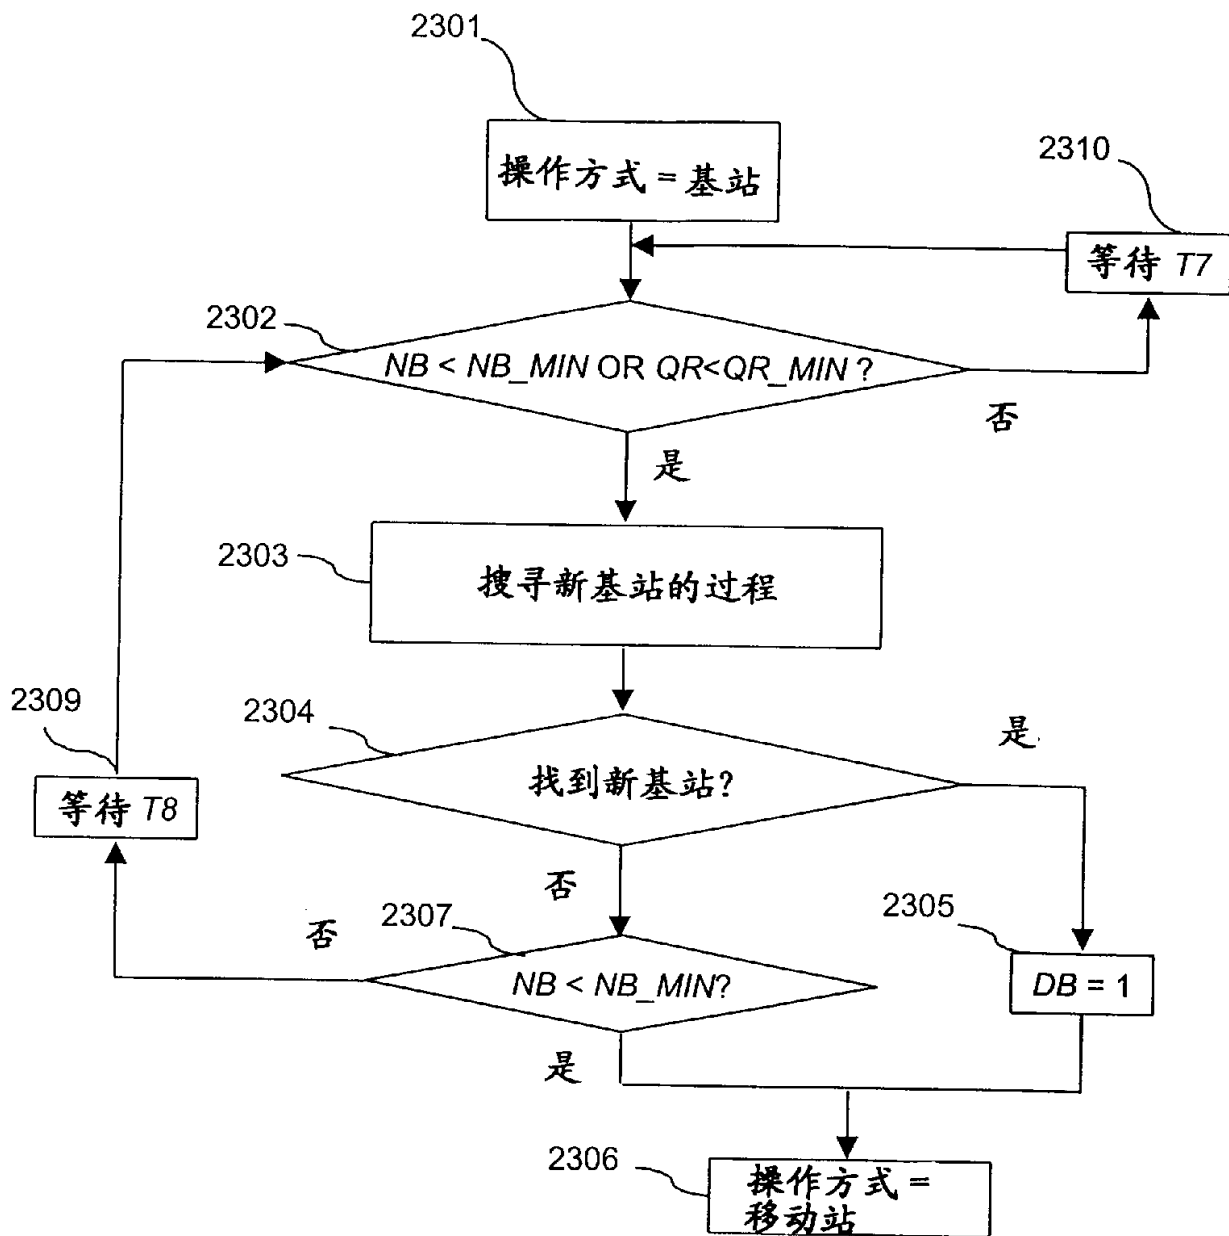 2301
操作方式 = 基站
2310
等待 T7
2302
NB < NB_MIN OR QR<QR_MIN ?
否
是
2303
搜寻新基站的过程
2309
2304
是
找到新基站?
等待 T8
否
2307
2305
否
NB < NB_MIN?
DB = 1
是
2306
操作方式 =
移动站